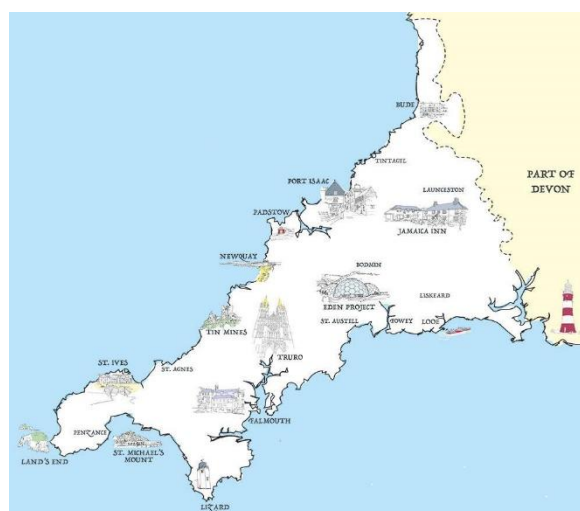 BUDE
TINTAGEL
PORT ISAAC
LAUNCESTON
PART OF
DEVON
PADSTOW
JAMAKA INN
NEWQUAY
BODMIN
EDEN PROJECT
LISKEARD
ST. AUSTELL
FOWEY
LOOE
TIN MINES
TRURO
ST. IVES
ST. AGNES
FALMOUTH
PENZANCE
LAND'S END
ST. MICHAEL'S
MOUNT
LIZARD